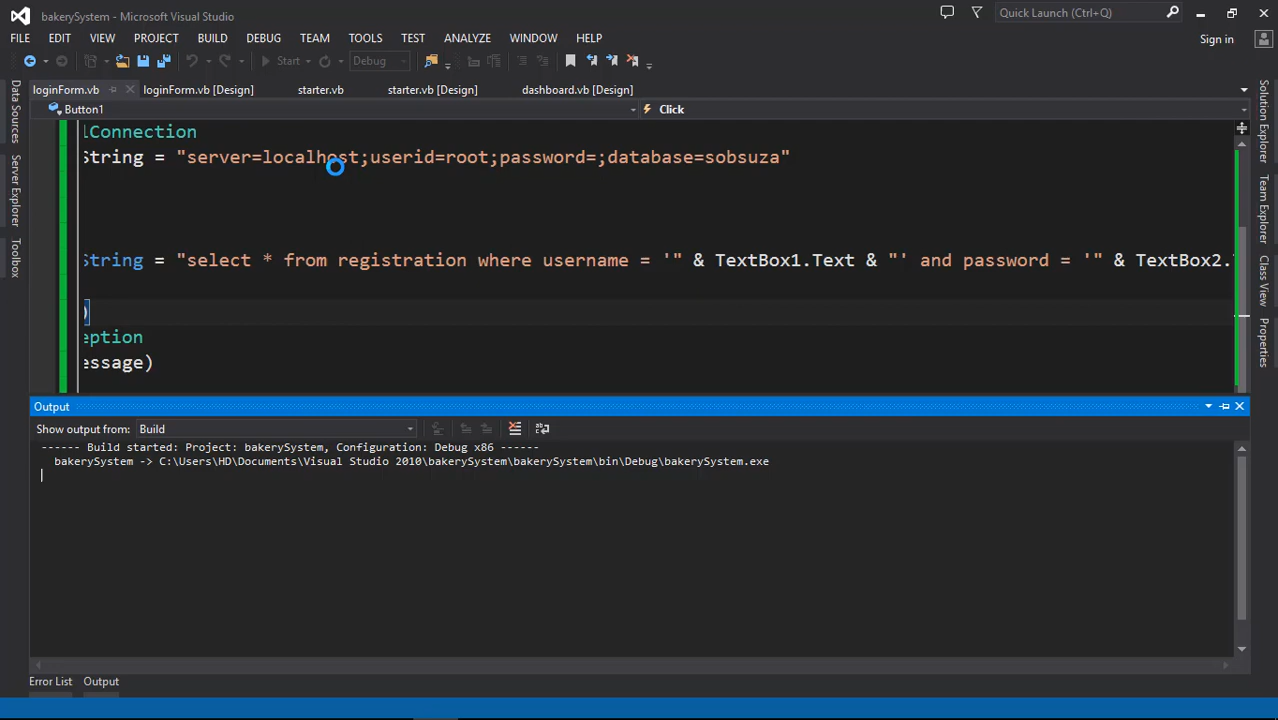 bakerySystem - Microsoft Visual Studio
Quick Launch (Ctrl+Q)
FILE EDIT VIEW PROJECT BUILD DEBUG TEAM TOOLS TEST ANALYZE WINDOW HELP
Sign in
Start Debug
loginForm.vb loginForm.vb [Design] starter.vb starter.vb [Design] dashboard.vb [Design]
Button1 Click
lConnection
String = "server=localhost;userid=root;password=;database=sobsuza"
String = "select * from registration where username = '" & TextBox1.Text & "' and password = '" & TextBox2.
)
eption
essage)
Output
Show output from: Build
------ Build started: Project: bakerySystem, Configuration: Debug x86 ------
bakerySystem -> C:\Users\HD\Documents\Visual Studio 2010\bakerySystem\bakerySystem\bin\Debug\bakerySystem.exe
Error List Output
Data Sources
Server Explorer
Toolbox
Solution Explorer
Team Explorer
Class View
Properties